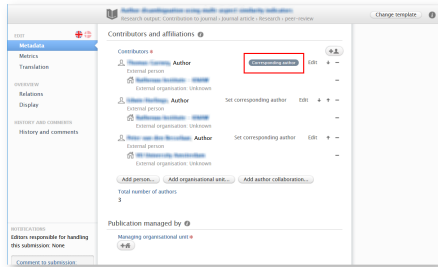 Research output: Contribution to journal › Journal article › Research › peer-review
Change template
EDIT
Metadata
Metrics
Translation
OVERVIEW
Relations
Display
HISTORY AND COMMENTS
History and comments
NOTIFICATIONS
Editors responsible for handling
this submission: None
Comment to submission:
Contributors and affiliations
Contributors *
Author
Corresponding author
Edit
External person
External organisation: Unknown
Author
Set corresponding author
Edit
External person
External organisation: Unknown
Author
Set corresponding author
Edit
External person
External organisation: Unknown
Add person...
Add organisational unit...
Add author collaboration...
Total number of authors
3
Publication managed by
Managing organisational unit *